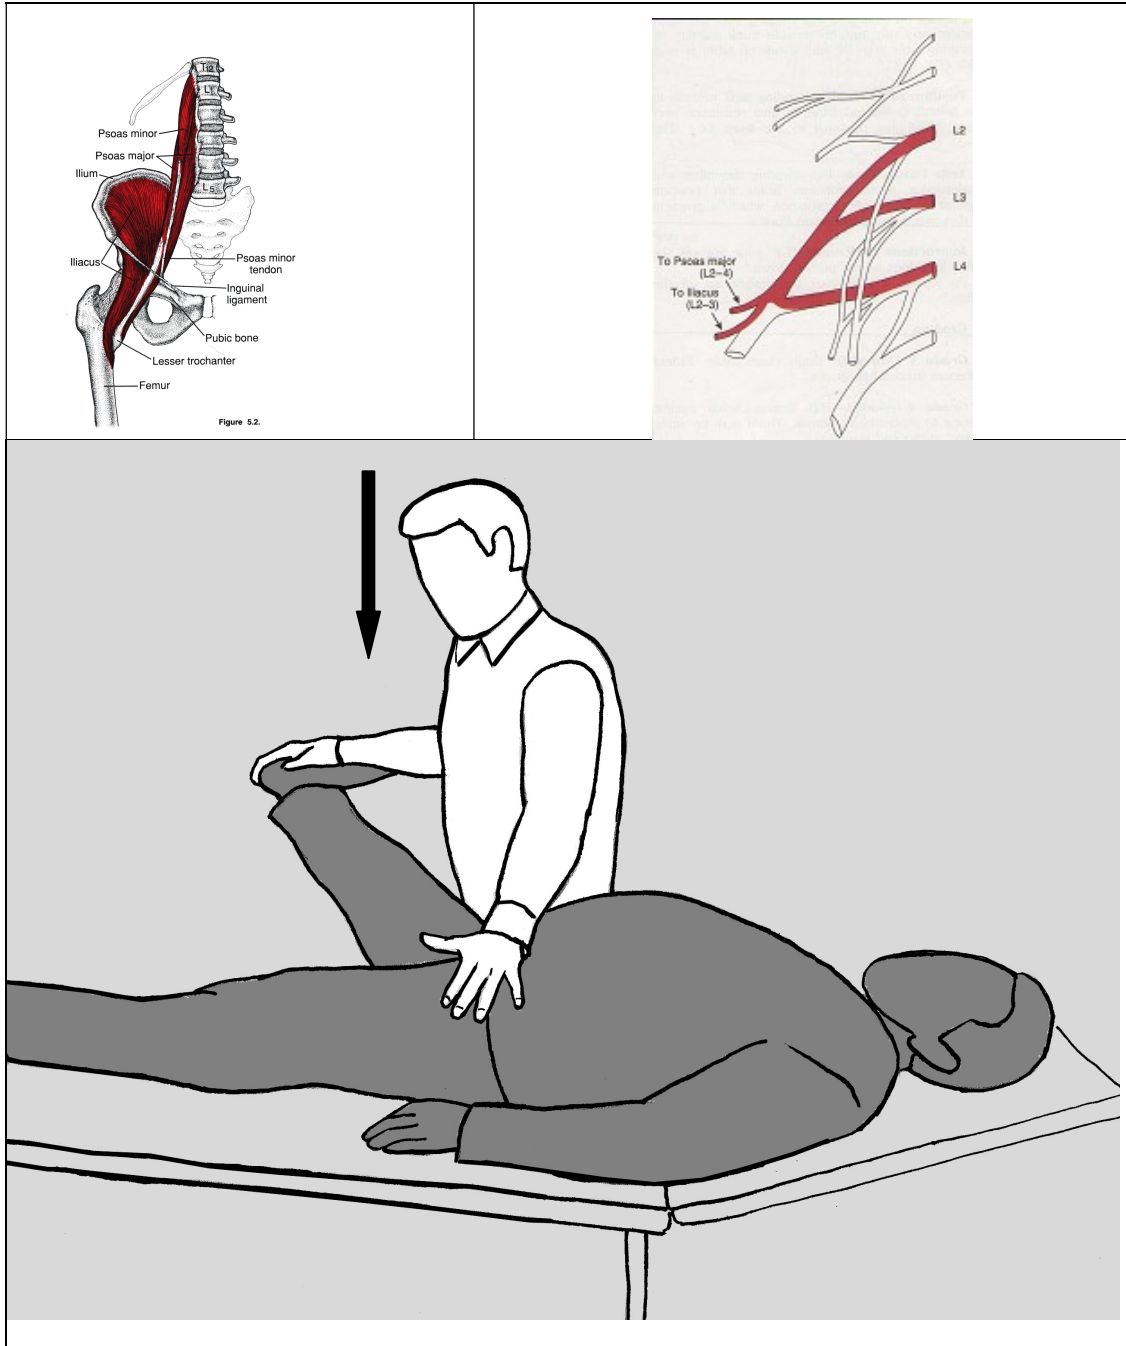 T12
L1
Psoas minor
Psoas major
Ilium
L5
Iliacus
Psoas minor
tendon
Inguinal
ligament
Pubic bone
Lesser trochanter
Femur
Figure 5.2.
L2
L3
L4
To Psoas major
(L2–4)
To Iliacus
(L2–3)